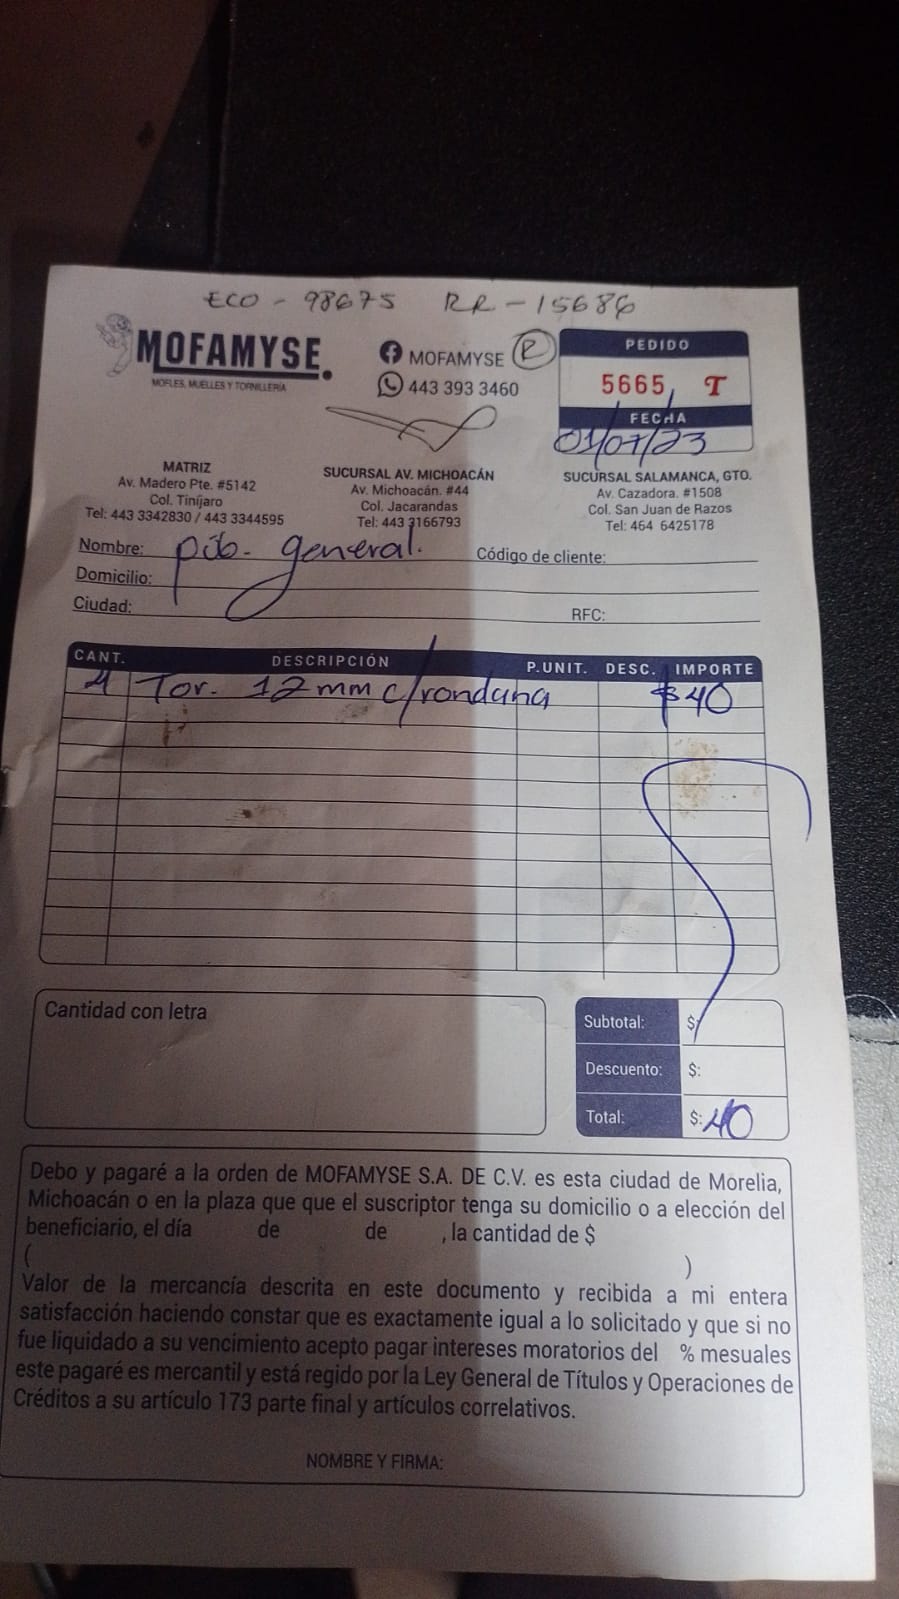 ECO - 98675 RR - 15686
MOFAMYSE
MOFLES, MUELLES Y TORNILLERÍA
MOFAMYSE R
443 393 3460
PEDIDO
5665 T
FECHA
01/07/23
MATRIZ
Av. Madero Pte. #5142
Col. Tiníjaro
Tel: 443 3342830 / 443 3344595
SUCURSAL AV. MICHOACÁN
Av. Michoacán. #44
Col. Jacarandas
Tel: 443 3166793
SUCURSAL SALAMANCA, GTO.
Av. Cazadora. #1508
Col. San Juan de Razos
Tel: 464 6425178
Nombre: púb. general. Código de cliente:
Domicilio:
Ciudad: RFC:
CANT. DESCRIPCIÓN P.UNIT. DESC. IMPORTE
4 Tor. 12mm c/rondana $40
Cantidad con letra
Subtotal: $:
Descuento: $:
Total: $: 40
Debo y pagaré a la orden de MOFAMYSE S.A. DE C.V. es esta ciudad de Morelia,
Michoacán o en la plaza que que el suscriptor tenga su domicilio o a elección del
beneficiario, el día de de , la cantidad de $
( )
Valor de la mercancía descrita en este documento y recibida a mi entera
satisfacción haciendo constar que es exactamente igual a lo solicitado y que si no
fue liquidado a su vencimiento acepto pagar intereses moratorios del % mesuales
este pagaré es mercantil y está regido por la Ley General de Títulos y Operaciones de
Créditos a su artículo 173 parte final y artículos correlativos.
NOMBRE Y FIRMA: